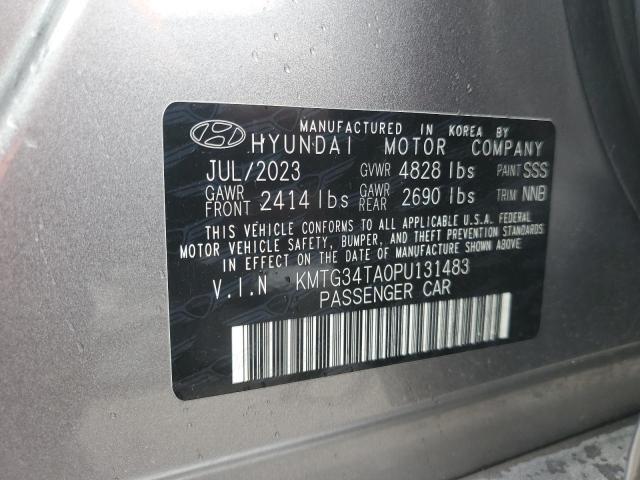 MANUFACTURED IN KOREA BY
HYUNDAI MOTOR COMPANY
JUL/2023 GVWR 4828 lbs PAINT SSS
GAWR FRONT 2414 lbs GAWR REAR 2690 lbs TRIM NNB
THIS VEHICLE CONFORMS TO ALL APPLICABLE U.S.A. FEDERAL
MOTOR VEHICLE SAFETY, BUMPER, AND THEFT PREVENTION STANDARDS
IN EFFECT ON THE DATE OF MANUFACTURE SHOWN ABOVE.
V.I.N KMTG34TA0PU131483
PASSENGER CAR